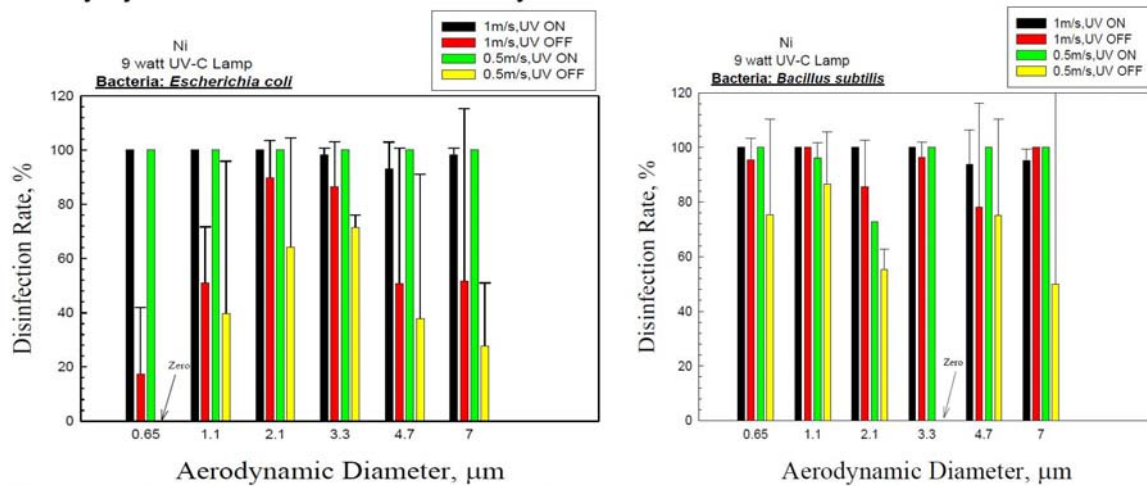 1m/s,UV ON
1m/s,UV OFF
0.5m/s,UV ON
0.5m/s,UV OFF
Ni
9 watt UV-C Lamp
Bacteria: Escherichia coli
Disinfection Rate, %
120
100
80
60
40
20
0
Zero
0.65 1.1 2.1 3.3 4.7 7
Aerodynamic Diameter, μm
1m/s,UV ON
1m/s,UV OFF
0.5m/s,UV ON
0.5m/s,UV OFF
Ni
9 watt UV-C Lamp
Bacteria: Bacillus subtilis
Disinfection Rate, %
120
100
80
60
40
20
0
Zero
0.65 1.1 2.1 3.3 4.7 7
Aerodynamic Diameter, μm